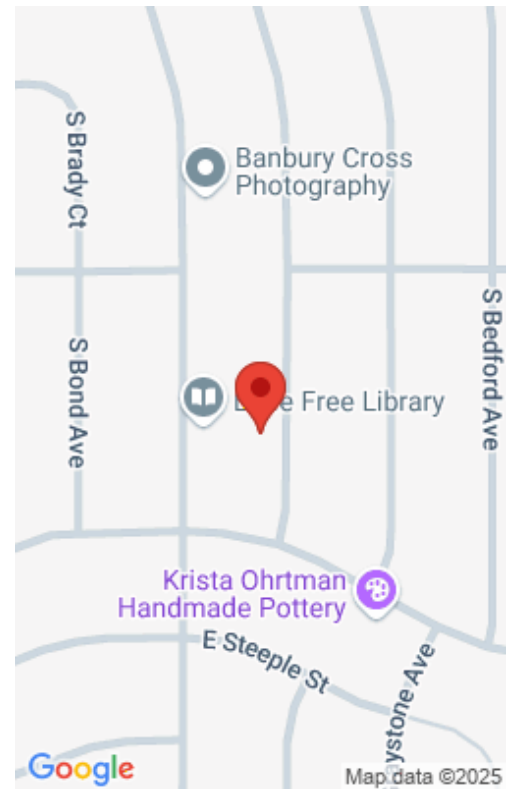 S Brady Ct
Banbury Cross
Photography
S Bond Ave
S Bedford Ave
Free Library
Krista Ohrtman
Handmade Pottery
E Steeple St
Ave
Google
Map data ©2025